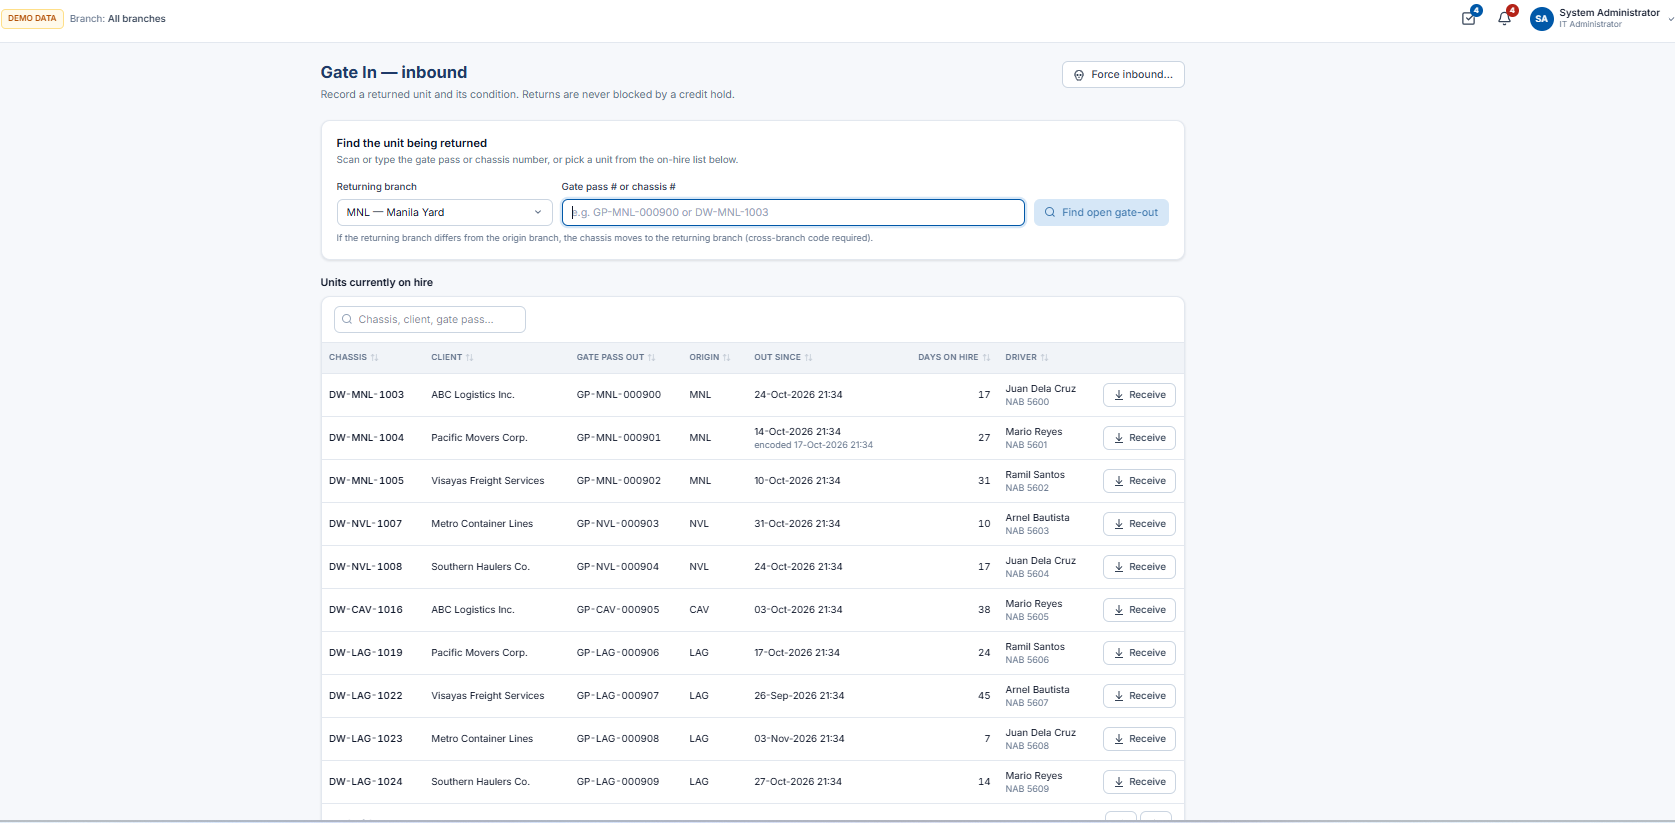 DEMO DATA Branch: All branches 4 4 SA System Administrator
IT Administrator
Gate In — inbound
Force inbound...
Record a returned unit and its condition. Returns are never blocked by a credit hold.
Find the unit being returned
Scan or type the gate pass or chassis number, or pick a unit from the on-hire list below.
Returning branch Gate pass # or chassis #
MNL — Manila Yard e.g. GP-MNL-000900 or DW-MNL-1003 Find open gate-out
If the returning branch differs from the origin branch, the chassis moves to the returning branch (cross-branch code required).
Units currently on hire
Chassis, client, gate pass...
CHASSIS CLIENT GATE PASS OUT ORIGIN OUT SINCE DAYS ON HIRE DRIVER
DW-MNL-1003 ABC Logistics Inc. GP-MNL-000900 MNL 24-Oct-2026 21:34 17 Juan Dela Cruz Receive
NAB 5600
DW-MNL-1004 Pacific Movers Corp. GP-MNL-000901 MNL 14-Oct-2026 21:34 27 Mario Reyes Receive
encoded 17-Oct-2026 21:34 NAB 5601
DW-MNL-1005 Visayas Freight Services GP-MNL-000902 MNL 10-Oct-2026 21:34 31 Ramil Santos Receive
NAB 5602
DW-NVL-1007 Metro Container Lines GP-NVL-000903 NVL 31-Oct-2026 21:34 10 Arnel Bautista Receive
NAB 5603
DW-NVL-1008 Southern Haulers Co. GP-NVL-000904 NVL 24-Oct-2026 21:34 17 Juan Dela Cruz Receive
NAB 5604
DW-CAV-1016 ABC Logistics Inc. GP-CAV-000905 CAV 03-Oct-2026 21:34 38 Mario Reyes Receive
NAB 5605
DW-LAG-1019 Pacific Movers Corp. GP-LAG-000906 LAG 17-Oct-2026 21:34 24 Ramil Santos Receive
NAB 5606
DW-LAG-1022 Visayas Freight Services GP-LAG-000907 LAG 26-Sep-2026 21:34 45 Arnel Bautista Receive
NAB 5607
DW-LAG-1023 Metro Container Lines GP-LAG-000908 LAG 03-Nov-2026 21:34 7 Juan Dela Cruz Receive
NAB 5608
DW-LAG-1024 Southern Haulers Co. GP-LAG-000909 LAG 27-Oct-2026 21:34 14 Mario Reyes Receive
NAB 5609